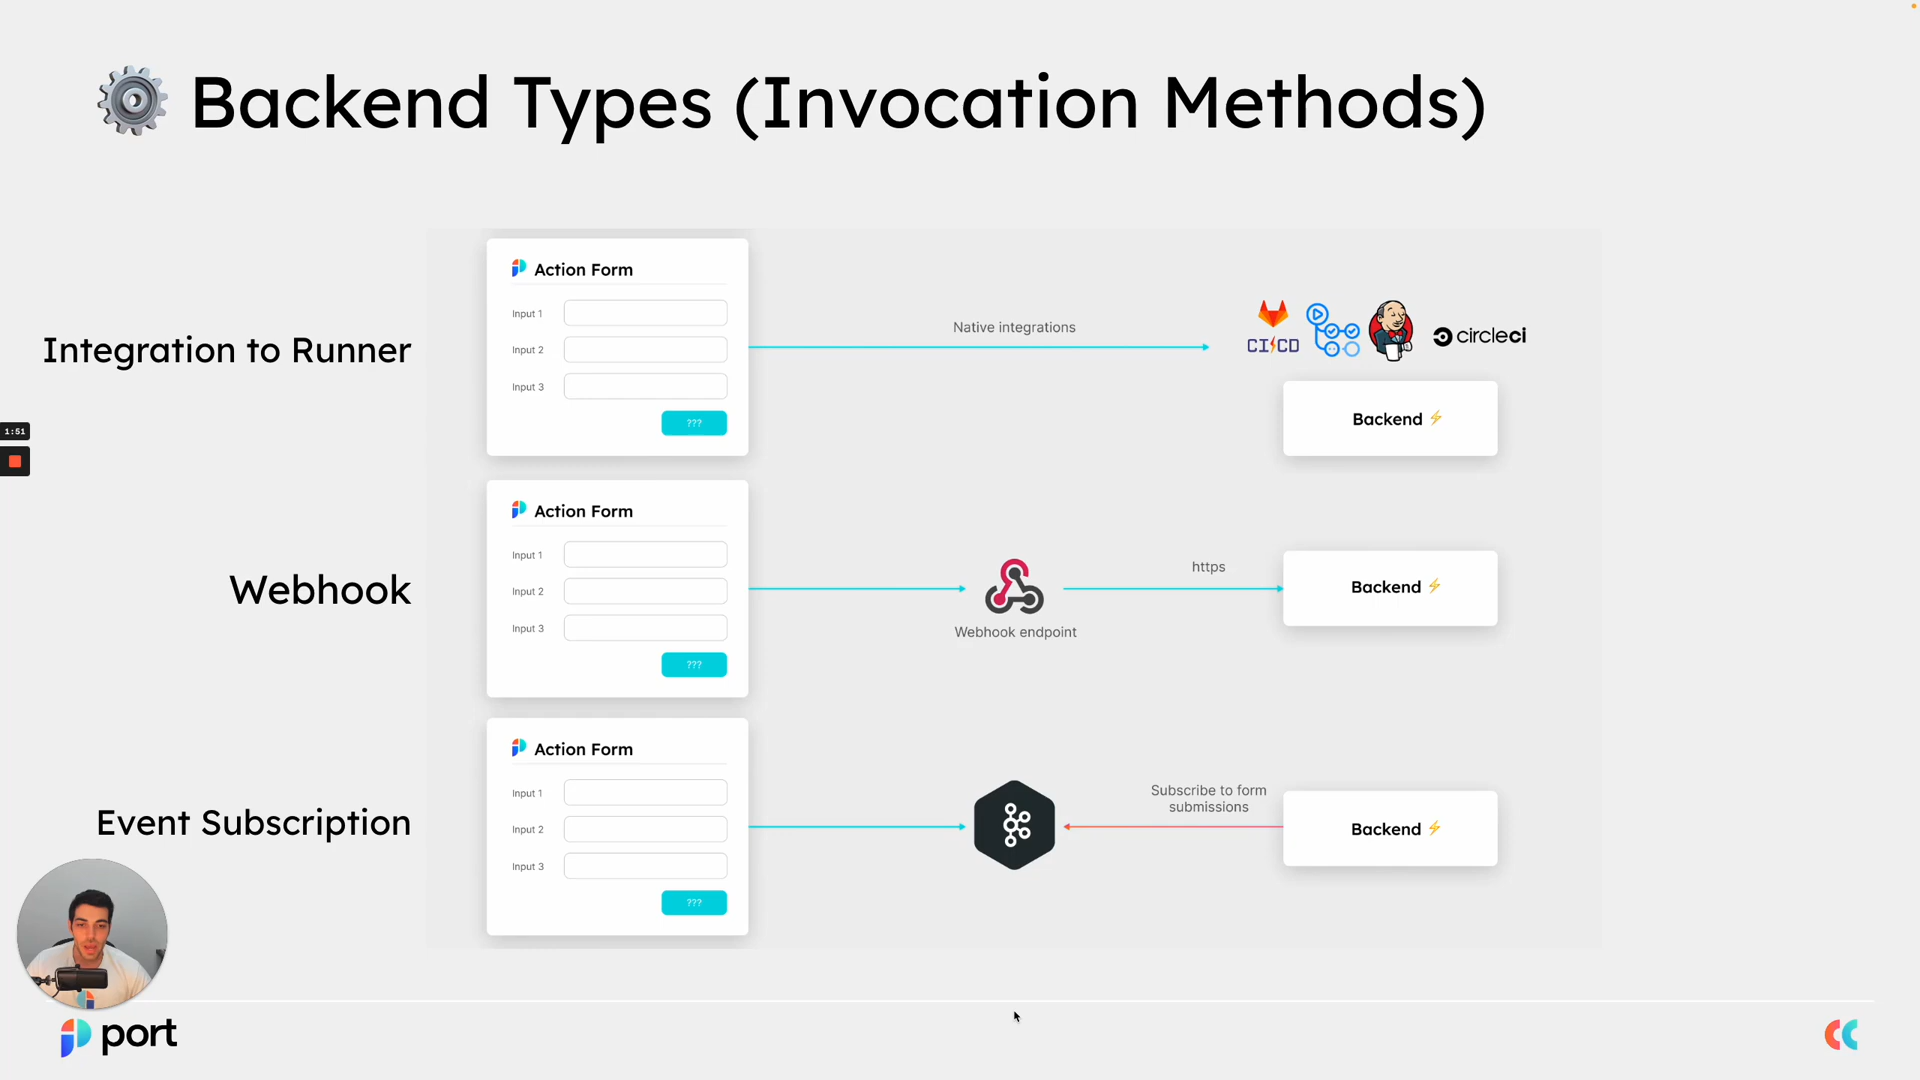 Backend Types (Invocation Methods)
Integration to Runner
Action Form
Input 1
Input 2
Input 3
???
Native integrations
CI/CD
circleci
Backend
1:51
Webhook
Action Form
Input 1
Input 2
Input 3
???
Webhook endpoint
https
Backend
Event Subscription
Action Form
Input 1
Input 2
Input 3
???
Subscribe to form
submissions
Backend
port